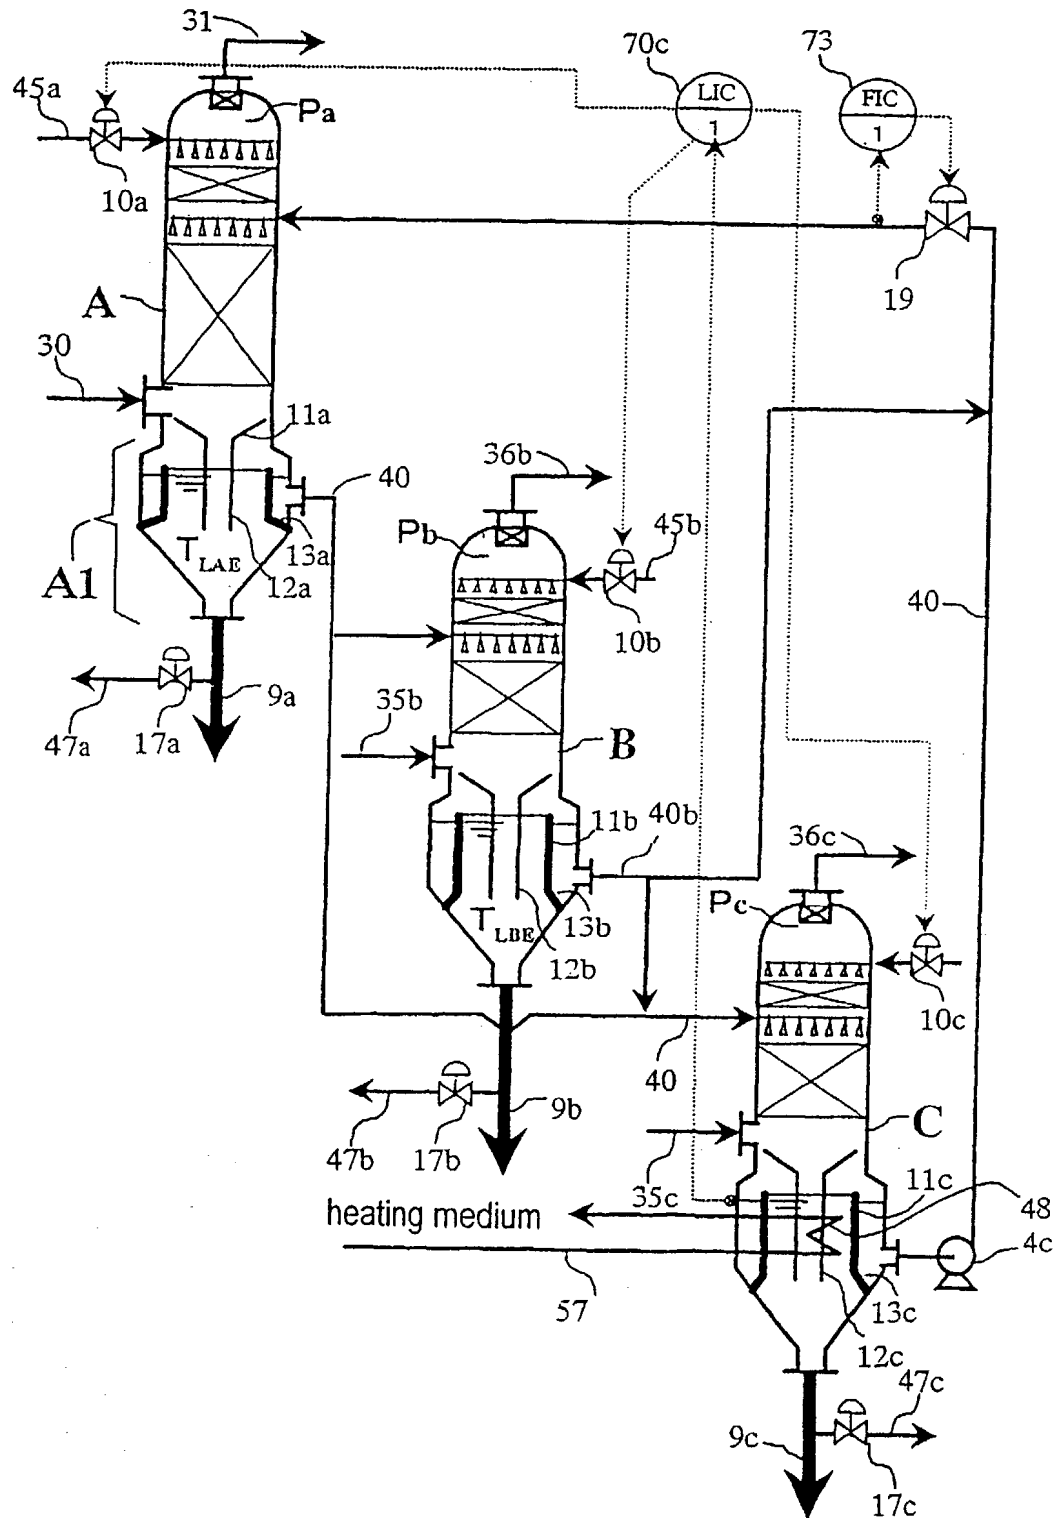 31
70c
73
45a
Pa
LIC
1
FIC
1
10a
19
A
30
11a
36b
40
Pb
45b
13a
TLAE
A1
12a
40
10b
9a
35b
47a
17a
B
11b
40b
36c
Pc
13b
TLBE
12b
10c
40
9b
C
47b
17b
35c
11c
48
heating medium
4c
57
13c
12c
47c
9c
17c